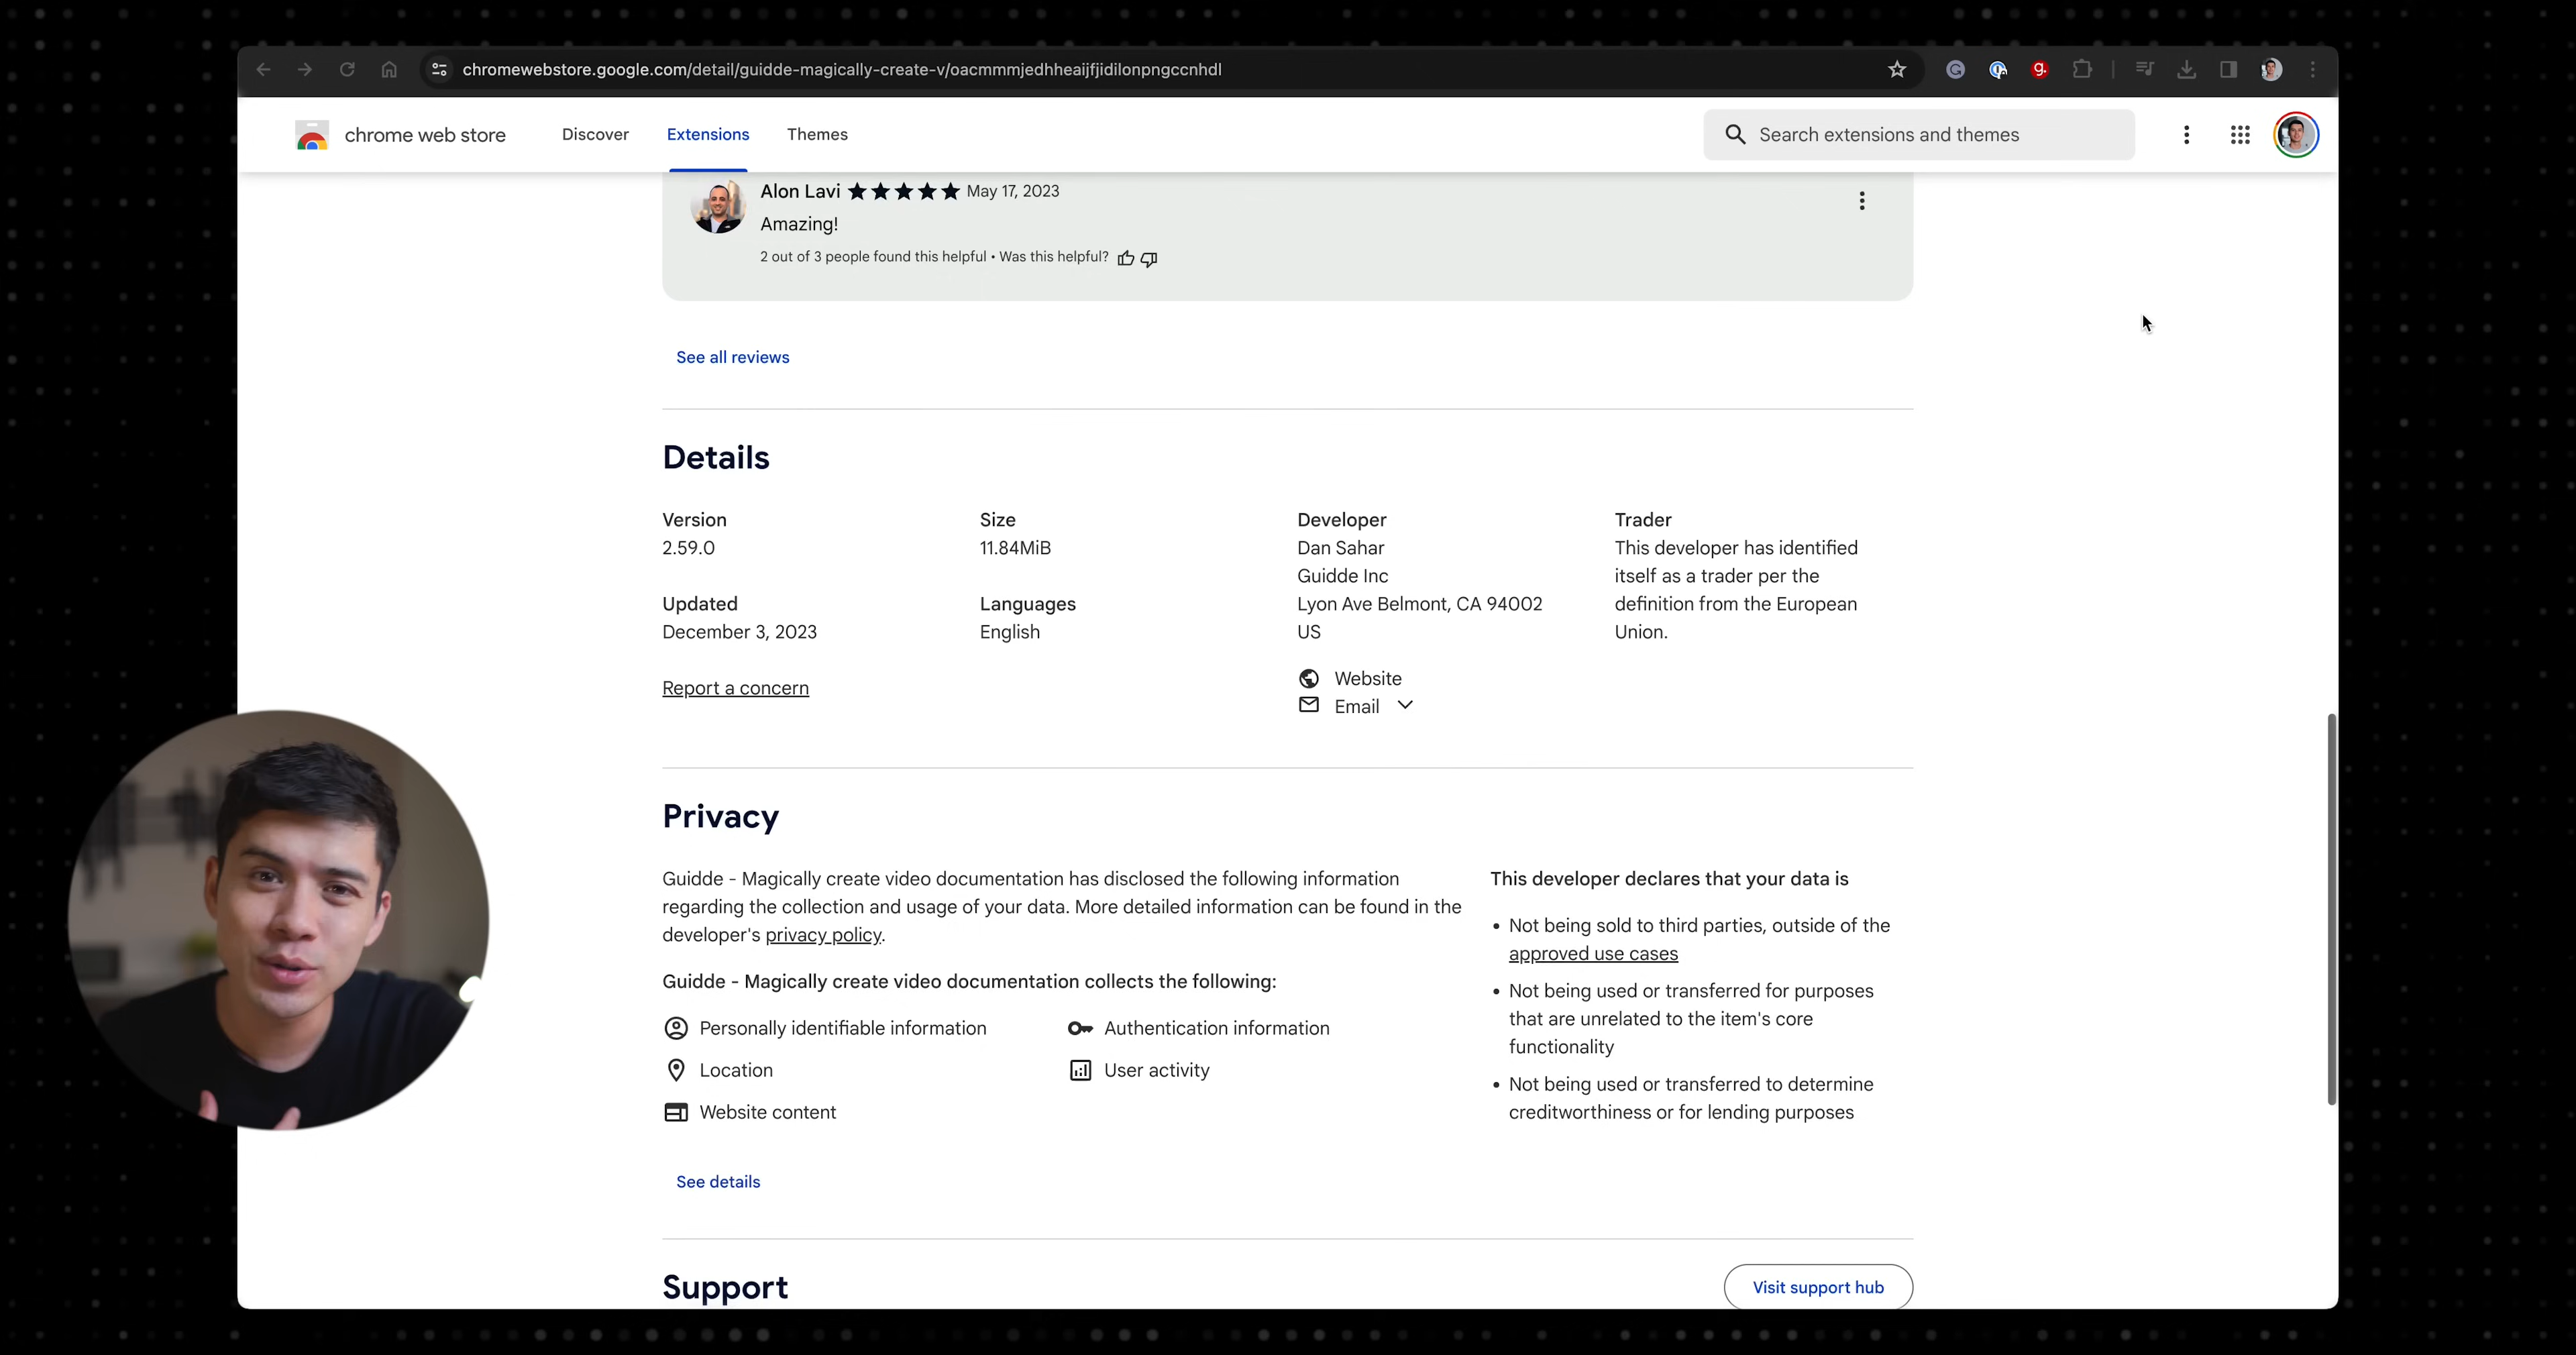 chromewebstore.google.com/detail/guidde-magically-create-v/oacmmmjedhheaijfjidilonpngccnhdl
g.
chrome web store
Discover
Extensions
Themes
Search extensions and themes
Alon Lavi ★★★★★ May 17, 2023
Amazing!
2 out of 3 people found this helpful • Was this helpful?
See all reviews
Details
Version
2.59.0
Updated
December 3, 2023
Report a concern
Size
11.84MiB
Languages
English
Developer
Dan Sahar
Guidde Inc
Lyon Ave Belmont, CA 94002
US
Website
Email
Trader
This developer has identified
itself as a trader per the
definition from the European
Union.
Privacy
Guidde - Magically create video documentation has disclosed the following information
regarding the collection and usage of your data. More detailed information can be found in the
developer's privacy policy.
Guidde - Magically create video documentation collects the following:
Personally identifiable information
Authentication information
Location
User activity
Website content
This developer declares that your data is
• Not being sold to third parties, outside of the
approved use cases
• Not being used or transferred for purposes
that are unrelated to the item's core
functionality
• Not being used or transferred to determine
creditworthiness or for lending purposes
See details
Support
Visit support hub